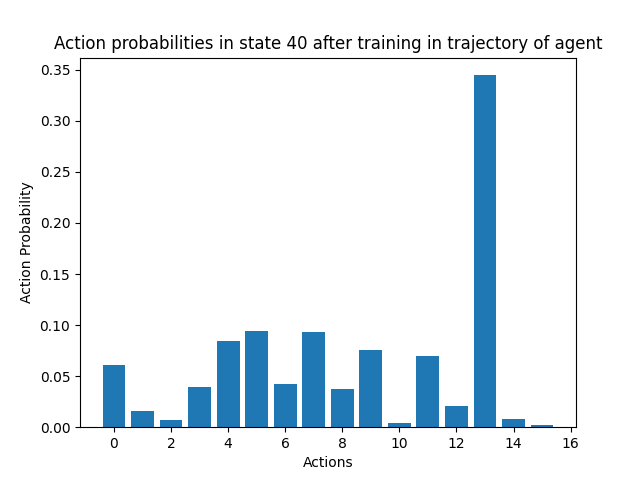 Action probabilities in state 40 after training in trajectory of agent
0.35
0.30
0.25
0.20
0.15
0.10
0.05
0.00
Action Probability
0 2 4 6 8 10 12 14 16
Actions